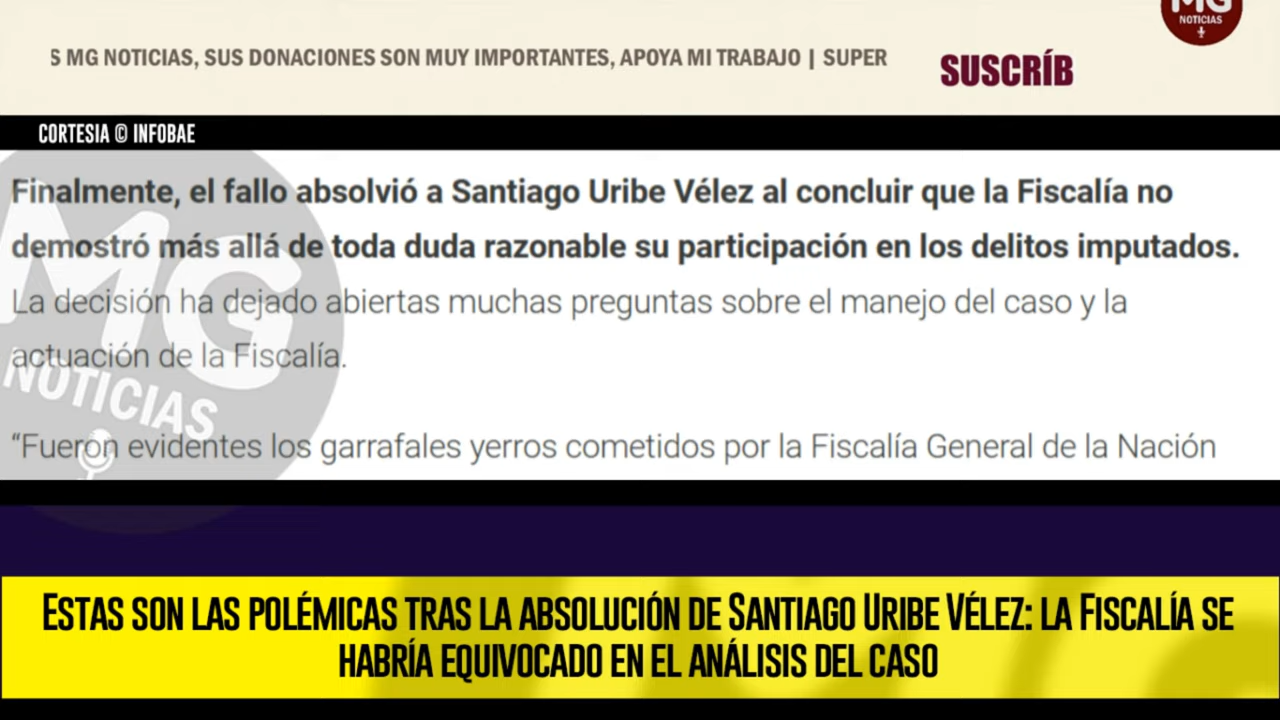 S MG NOTICIAS, SUS DONACIONES SON MUY IMPORTANTES, APOYA MI TRABAJO | SUPER
SUSCRÍB
MG
NOTICIAS
CORTESIA © INFOBAE
Finalmente, el fallo absolvió a Santiago Uribe Vélez al concluir que la Fiscalía no
demostró más allá de toda duda razonable su participación en los delitos imputados.
La decisión ha dejado abiertas muchas preguntas sobre el manejo del caso y la
actuación de la Fiscalía.
MG
NOTICIAS
“Fueron evidentes los garrafales yerros cometidos por la Fiscalía General de la Nación
ESTAS SON LAS POLÉMICAS TRAS LA ABSOLUCIÓN DE SANTIAGO URIBE VÉLEZ: LA FISCALÍA SE
HABRÍA EQUIVOCADO EN EL ANÁLISIS DEL CASO